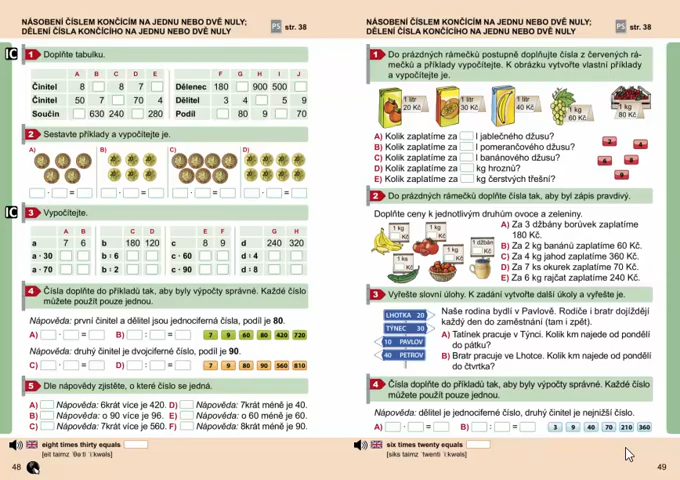 NÁSOBENÍ ČÍSLEM KONČÍCÍM NA JEDNU NEBO DVĚ NULY;
DĚLENÍ ČÍSLA KONČÍCÍHO NA JEDNU NEBO DVĚ NULY
PS str. 38
IC 1 Doplňte tabulku.
A B C D E
Činitel 8 8 7
Činitel 50 7 70 4
Součin 630 240 280
F G H I J
Dělenec 180 900 500
Dělitel 3 4 5 9
Podíl 80 9 70
2 Sestavte příklady a vypočítejte je.
A) B) C) D)
· = · = · = · =
IC 3 Vypočítejte.
A B
a 7 6
a · 30
a · 70
C D
b 180 120
b : 6
b : 2
E F
c 8 9
c · 60
c · 90
G H
d 240 320
d : 4
d : 8
4 Čísla doplňte do příkladů tak, aby byly výpočty správné. Každé číslo
můžete použít pouze jednou.
Nápověda: první činitel a dělitel jsou jednociferná čísla, podíl je 80.
A) · = B) : = 7 9 60 80 420 720
Nápověda: druhý činitel je dvojciferné číslo, podíl je 90.
C) · = D) : = 7 9 80 90 560 810
5 Dle nápovědy zjistěte, o které číslo se jedná.
A) Nápověda: 6krát více je 420. D) Nápověda: 7krát méně je 40.
B) Nápověda: o 90 více je 96. E) Nápověda: o 60 méně je 60.
C) Nápověda: 7krát více je 560. F) Nápověda: 8krát méně je 90.
eight times thirty equals
[eit taimz ˈθəːti ˈiːkwəls]
48
NÁSOBENÍ ČÍSLEM KONČÍCÍM NA JEDNU NEBO DVĚ NULY;
DĚLENÍ ČÍSLA KONČÍCÍHO NA JEDNU NEBO DVĚ NULY
PS str. 38
1 Do prázdných rámečků postupně doplňujte čísla z červených rá-
mečků a příklady vypočítejte. K obrázku vytvořte vlastní příklady
a vypočítejte je.
1 litr
20 Kč
1 litr
30 Kč
1 litr
40 Kč
1 kg
60 Kč
1 kg
80 Kč
A) Kolik zaplatíme za l jablečného džusu?
B) Kolik zaplatíme za l pomerančového džusu?
C) Kolik zaplatíme za l banánového džusu?
D) Kolik zaplatíme za kg hroznů?
E) Kolik zaplatíme za kg čerstvých třešní?
2 Do prázdných rámečků doplňte čísla tak, aby byl zápis pravdivý.
Doplňte ceny k jednotlivým druhům ovoce a zeleniny.
1 kg
Kč
1 kg
Kč
1 džbán
Kč
1 kg
Kč
1 kg
Kč
A) Za 3 džbány borůvek zaplatíme
180 Kč.
B) Za 2 kg banánů zaplatíme 60 Kč.
C) Za 4 kg jahod zaplatíme 360 Kč.
D) Za 7 ks okurek zaplatíme 70 Kč.
E) Za 6 kg rajčat zaplatíme 240 Kč.
3 Vyřešte slovní úlohy. K zadání vytvořte další úkoly a vyřešte je.
LHOTKA 20
TÝNEC 30
10 PAVLOV
40 PETROV
Naše rodina bydlí v Pavlově. Rodiče i bratr dojíždějí
každý den do zaměstnání (tam i zpět).
A) Tatínek pracuje v Týnci. Kolik km najede od pondělí
do pátku?
B) Bratr pracuje ve Lhotce. Kolik km najede od pondělí
do čtvrtka?
4 Čísla doplňte do příkladů tak, aby byly výpočty správné. Každé číslo
můžete použít pouze jednou.
Nápověda: dělitel je jednociferné číslo, druhý činitel je nejnižší číslo.
A) · = B) : = 3 9 40 70 210 360
six times twenty equals
[siks taimz ˈtwenti ˈiːkwəls]
49